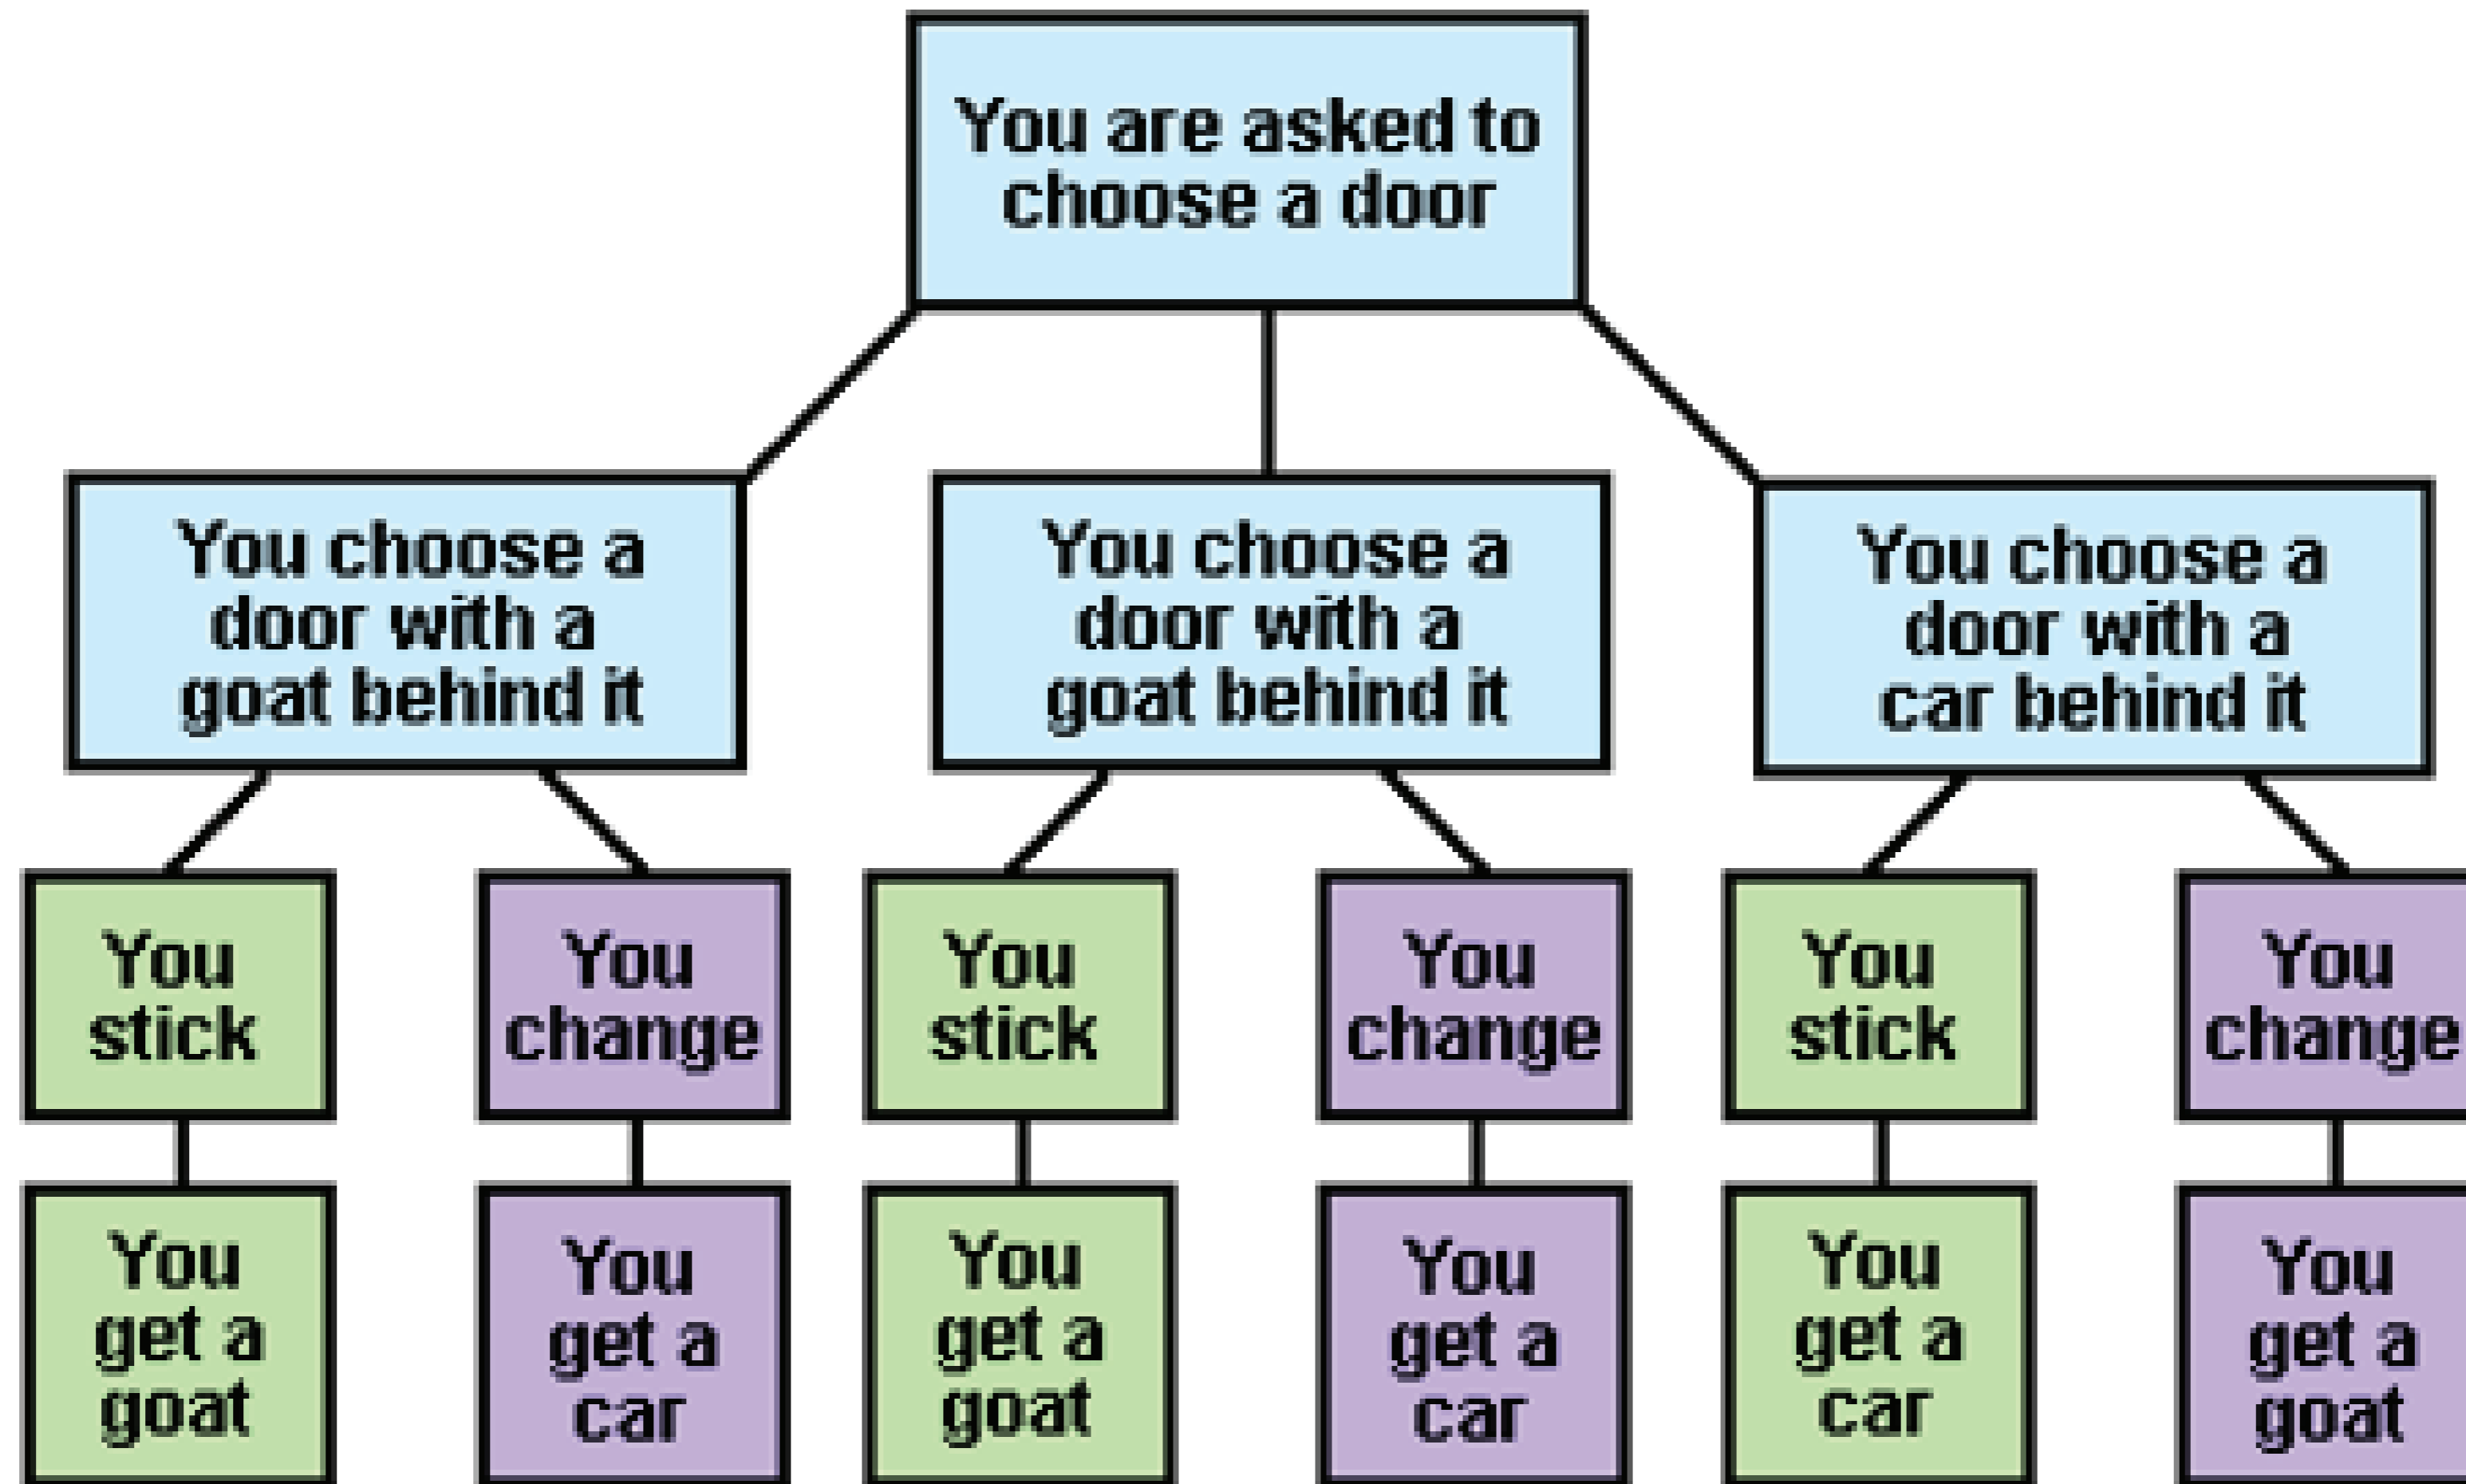 You are asked to
choose a door
You choose a
door with a
goat behind it
You choose a
door with a
goat behind it
You choose a
door with a
car behind it
You
stick
You
change
You
stick
You
change
You
stick
You
change
You
get a
goat
You
get a
car
You
get a
goat
You
get a
car
You
get a
car
You
get a
goat